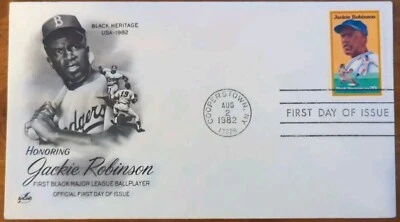 BLACK HERITAGE
USA-1982
Dodgers
HONORING
Jackie Robinson
FIRST BLACK MAJOR LEAGUE BALLPLAYER
OFFICIAL FIRST DAY OF ISSUE
COOPERSTOWN, NY
AUG
2
1982
13326
Jackie Robinson
FIRST DAY OF ISSUE